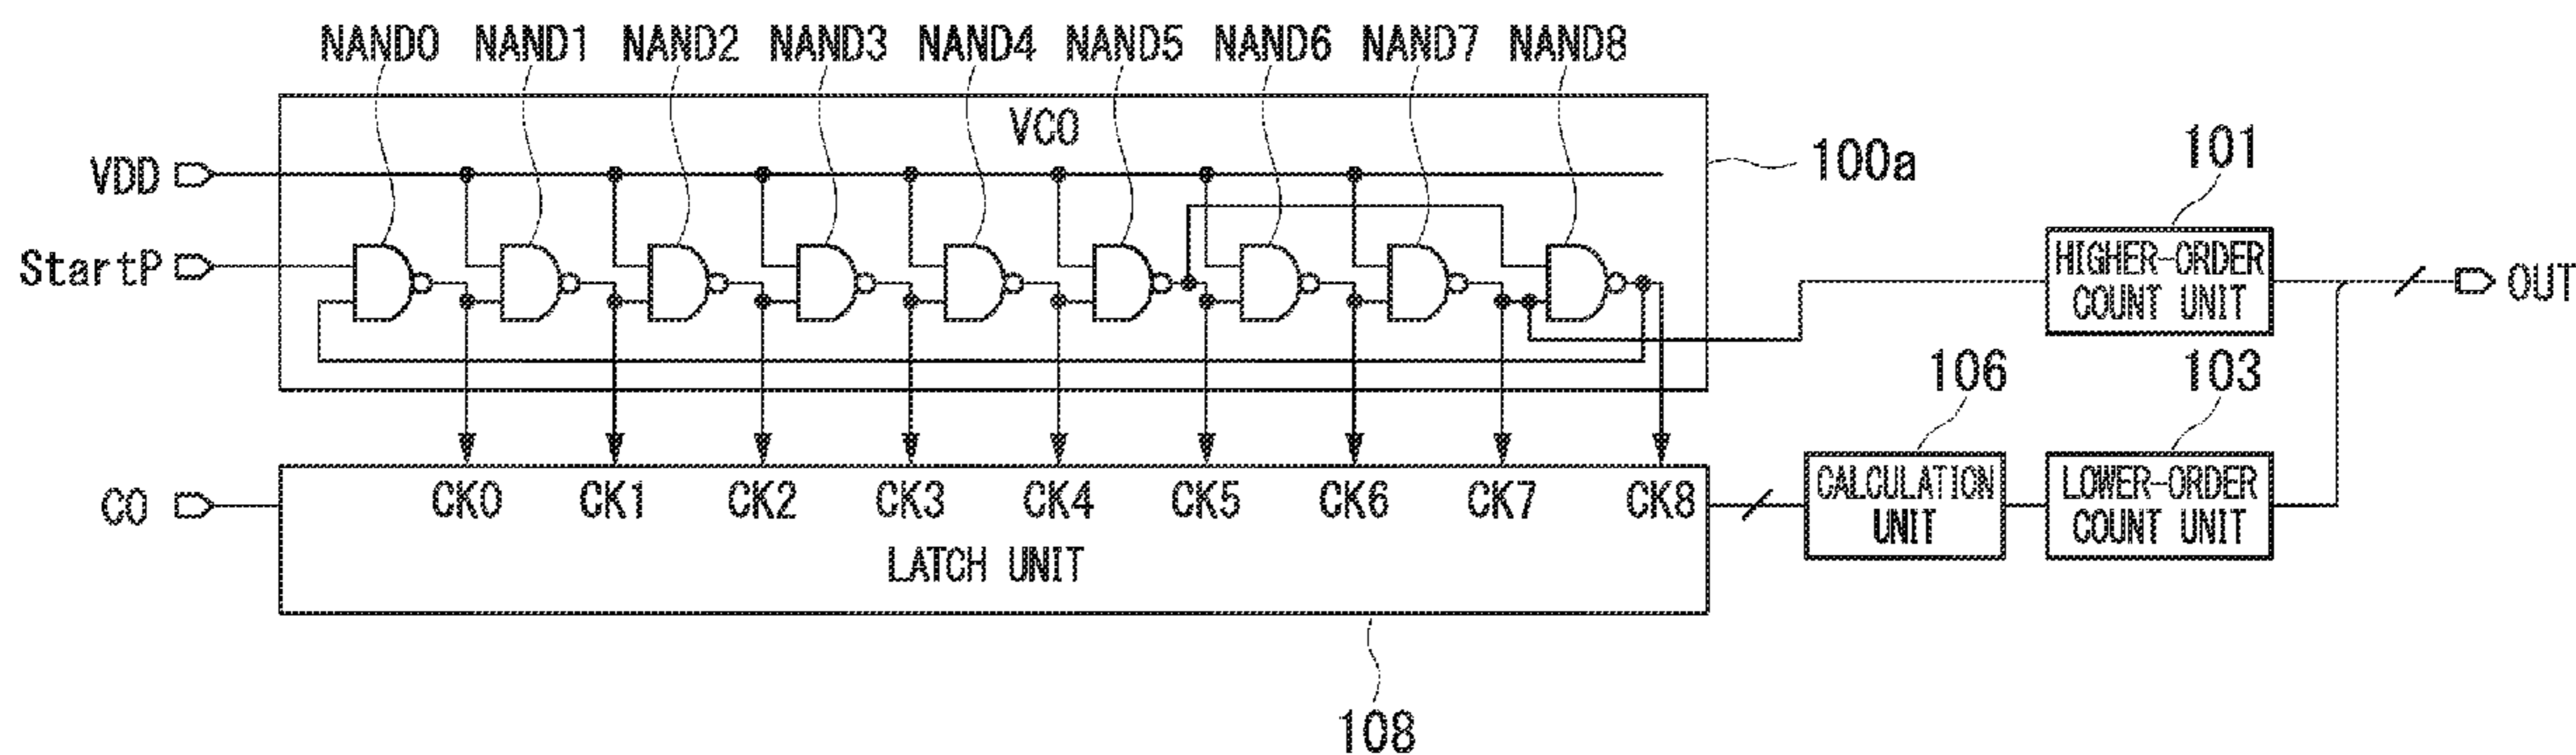 NAND0 NAND1 NAND2 NAND3 NAND4 NAND5 NAND6 NAND7 NAND8
VCO
VDD
100a
101
StartP
HIGHER-ORDER
COUNT UNIT
OUT
106
103
CO
CK0 CK1 CK2 CK3 CK4 CK5 CK6 CK7 CK8
LATCH UNIT
CALCULATION
UNIT
LOWER-ORDER
COUNT UNIT
108